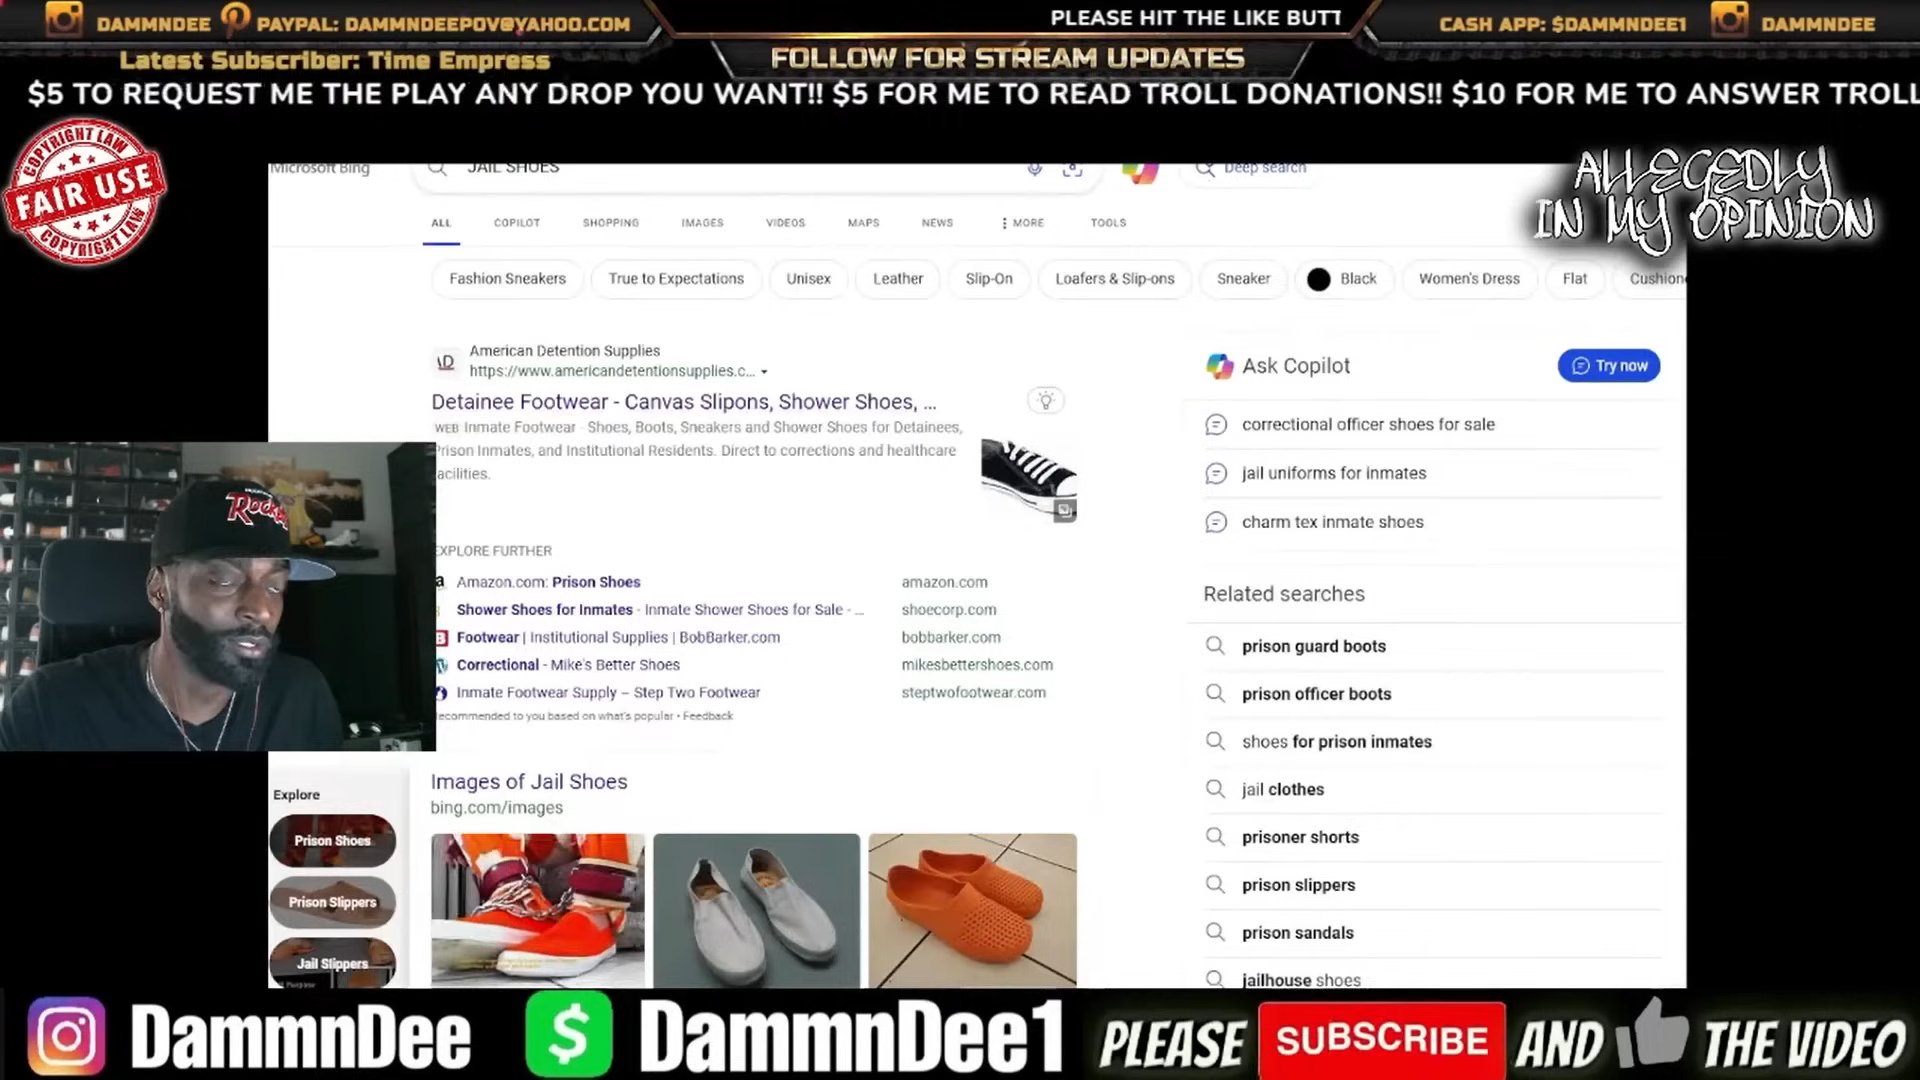 DAMMNDEE PAYPAL: DAMMNDEEPOV@YAHOO.COM
PLEASE HIT THE LIKE BUTT
CASH APP: $DAMMNDEE1 DAMMNDEE
Latest Subscriber: Time Empress
FOLLOW FOR STREAM UPDATES
$5 TO REQUEST ME THE PLAY ANY DROP YOU WANT!! $5 FOR ME TO READ TROLL DONATIONS!! $10 FOR ME TO ANSWER TROLL
COPYRIGHT LAW
FAIR USE
COPYRIGHT LAW
ALLEGEDLY
IN MY OPINION
Microsoft Bing
JAIL SHOES
Deep search
ALL COPILOT SHOPPING IMAGES VIDEOS MAPS NEWS MORE TOOLS
Fashion Sneakers True to Expectations Unisex Leather Slip-On Loafers & Slip-ons Sneaker Black Women's Dress Flat Cushion
American Detention Supplies
https://www.americandetentionsupplies.c...
Detainee Footwear - Canvas Slipons, Shower Shoes, ...
WEB Inmate Footwear - Shoes, Boots, Sneakers and Shower Shoes for Detainees,
Prison Inmates, and Institutional Residents. Direct to corrections and healthcare
facilities.
EXPLORE FURTHER
Amazon.com: Prison Shoes amazon.com
Shower Shoes for Inmates - Inmate Shower Shoes for Sale - ... shoecorp.com
Footwear | Institutional Supplies | BobBarker.com bobbarker.com
Correctional - Mike's Better Shoes mikesbettershoes.com
Inmate Footwear Supply – Step Two Footwear steptwofootwear.com
Recommended to you based on what's popular • Feedback
Ask Copilot
Try now
correctional officer shoes for sale
jail uniforms for inmates
charm tex inmate shoes
Related searches
prison guard boots
prison officer boots
shoes for prison inmates
jail clothes
prisoner shorts
prison slippers
prison sandals
jailhouse shoes
Images of Jail Shoes
bing.com/images
Explore
Prison Shoes
Prison Slippers
Jail Slippers
DammnDee
$ DammnDee1
PLEASE SUBSCRIBE AND THE VIDEO